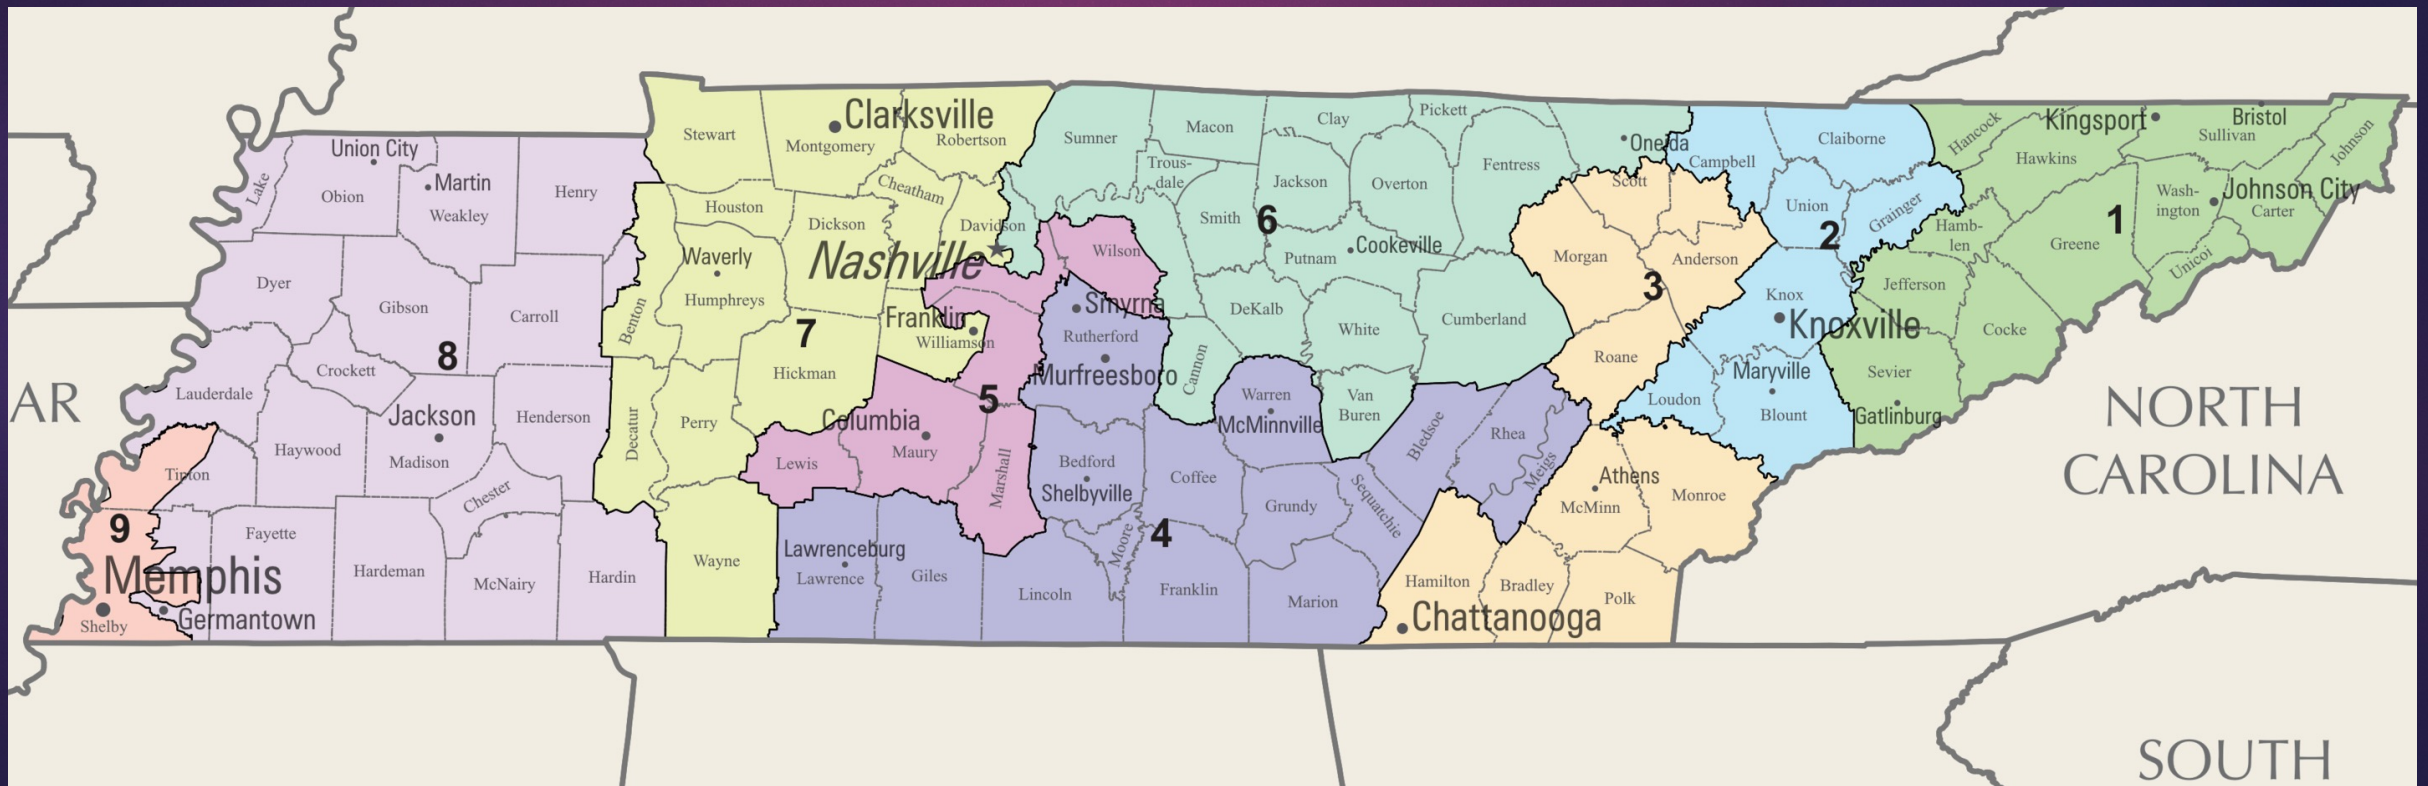 Clarksville
Stewart
Montgomery
Robertson
Sumner
Macon
Clay
Pickett
Oneida
Fentress
Campbell
Claiborne
Hancock
Kingsport
Bristol
Sullivan
Johnson
Hawkins
Union City
Martin
Lake
Obion
Weakley
Henry
Houston
Cheatham
Dickson
Davidson
Nashville
Trous-
dale
Smith
Jackson
Overton
6
Putnam
Cookeville
Wilson
Scott
Morgan
Anderson
3
Union
2
Grainger
Hamb-
len
Greene
1
Wash-
ington
Johnson City
Carter
Unicoi
Dyer
Gibson
Carroll
8
Crockett
Lauderdale
Benton
Waverly
Humphreys
7
Hickman
Franklin
Williamson
Smyrna
Rutherford
Murfreesboro
DeKalb
White
Cumberland
Cannon
Roane
Knox
Knoxville
Jefferson
Cocke
Sevier
Gatlinburg
Maryville
Loudon
Blount
AR
Jackson
Madison
Haywood
Henderson
Decatur
Perry
Columbia
Maury
Lewis
5
Marshall
Bedford
Shelbyville
Warren
McMinnville
Van
Buren
Bledsoe
Rhea
Meigs
Athens
McMinn
Monroe
NORTH
CAROLINA
Tipton
9
Memphis
Shelby
Germantown
Fayette
Hardeman
Chester
McNairy
Hardin
Wayne
Lawrenceburg
Lawrence
Giles
Lincoln
Moore
4
Coffee
Franklin
Grundy
Sequatchie
Marion
Hamilton
Chattanooga
Bradley
Polk
SOUTH